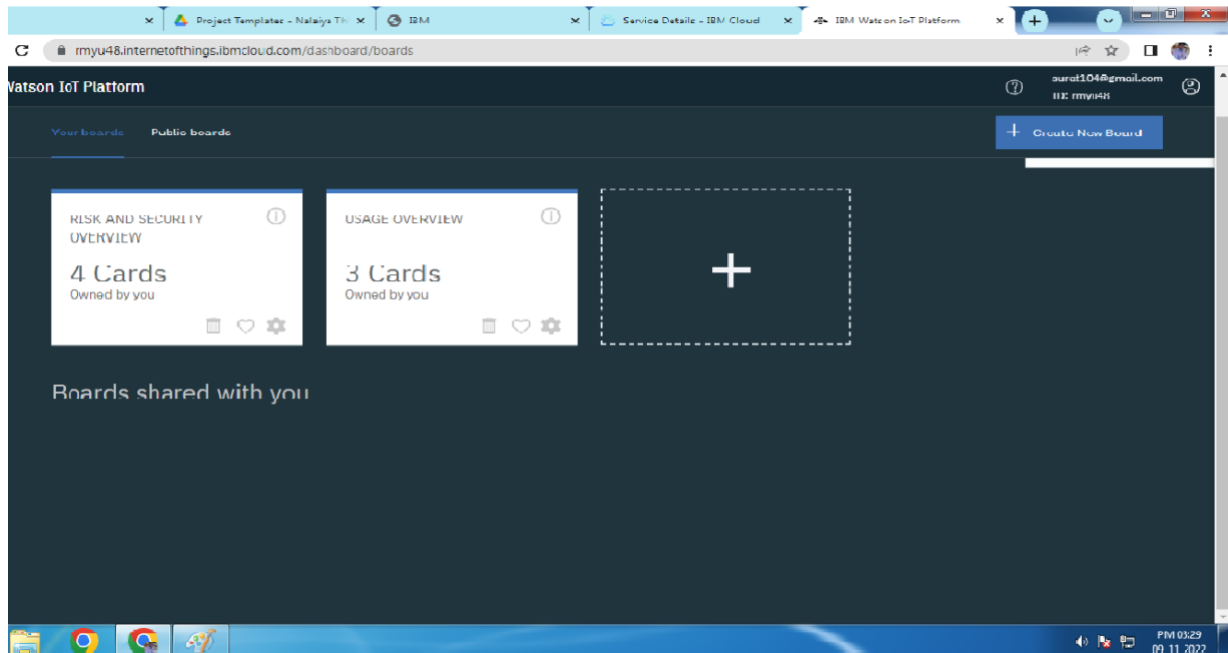 Project Templates - Nalaiya Th
IBM
Service Details - IBM Cloud
IBM Watson IoT Platform
rmyu48.internetofthings.ibmcloud.com/dashboard/boards
Watson IoT Platform
ID: rmyu48
Your boards
Public boards
Create New Board
RISK AND SECURITY
OVERVIEW
4 Cards
Owned by you
USAGE OVERVIEW
3 Cards
Owned by you
Boards shared with you
PM 03:29
09-11-2022